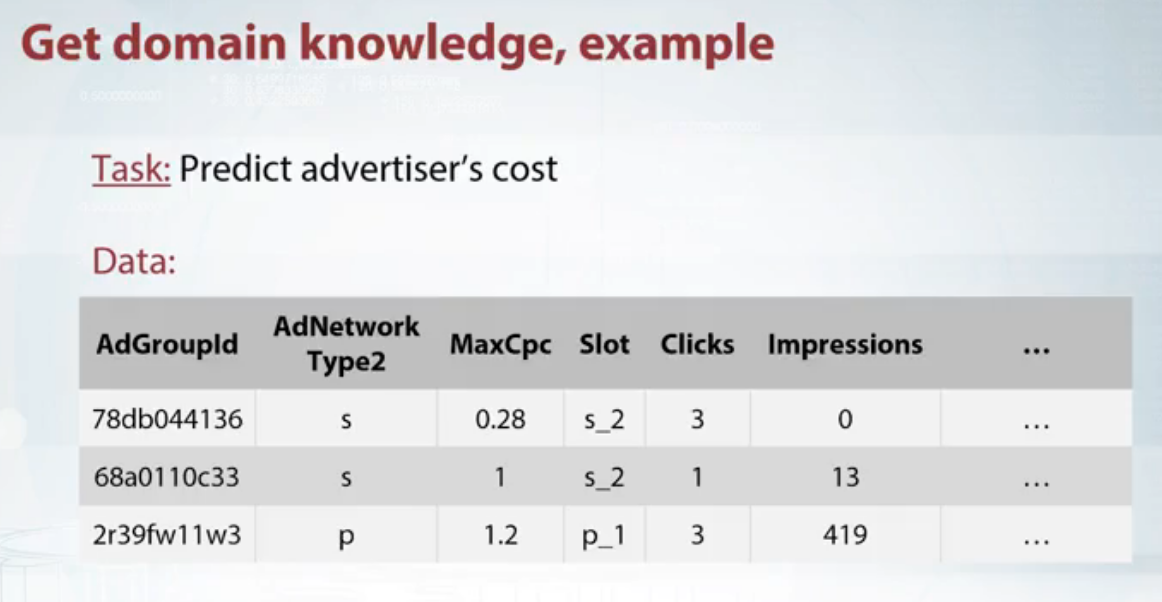 Get domain knowledge, example
Task: Predict advertiser's cost
Data:
AdGroupId AdNetwork Type2 MaxCpc Slot Clicks Impressions ...
78db044136 s 0.28 s_2 3 0 ...
68a0110c33 s 1 s_2 1 13 ...
2r39fw11w3 p 1.2 p_1 3 419 ...